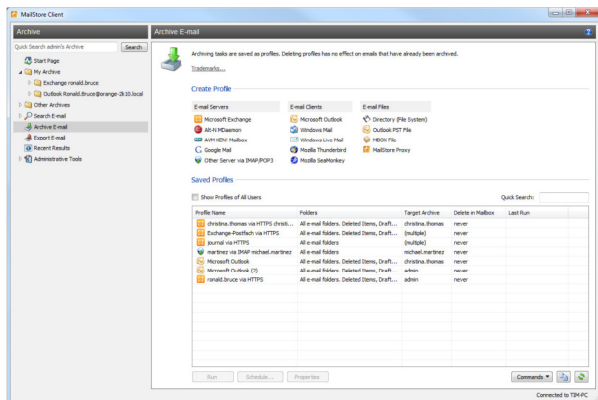 MailStore Client
Archive
Archive E-mail
Quick Search admin's Archive
Search
Start Page
My Archive
Exchange ronald.bruce
Outlook Ronald.Bruce@orange-2k10.local
Other Archives
Search E-mail
Archive E-mail
Export E-mail
Recent Results
Administrative Tools
Archiving tasks are saved as profiles. Deleting profiles has no effect on emails that have already been archived.
Trademarks...
Create Profile
E-mail Servers E-mail Clients E-mail Files
Microsoft Exchange Microsoft Outlook Directory (File System)
Alt-N MDaemon Windows Mail Outlook PST File
AVM KEN! Mailbox Windows Live Mail MBOX File
Google Mail Mozilla Thunderbird MailStore Proxy
Other Server via IMAP/POP3 Mozilla SeaMonkey
Saved Profiles
Show Profiles of All Users Quick Search:
Profile Name Folders Target Archive Delete in Mailbox Last Run
christina.thomas via HTTPS christi... All e-mail folders. Deleted Items, Draft... christina.thomas never
Exchange-Postfach via HTTPS All e-mail folders. Deleted Items, Draft... (multiple) never
journal via HTTPS All e-mail folders (multiple) never
martinez via IMAP michael.martinez All e-mail folders michael.martinez never
Microsoft Outlook All e-mail folders. Deleted Items, Draft... christina.thomas never
Microsoft Outlook (2) All e-mail folders. Deleted Items, Draft... admin never
ronald.bruce via HTTPS All e-mail folders. Deleted Items, Draft... admin never
Run Schedule... Properties Commands
Connected to TIM-PC